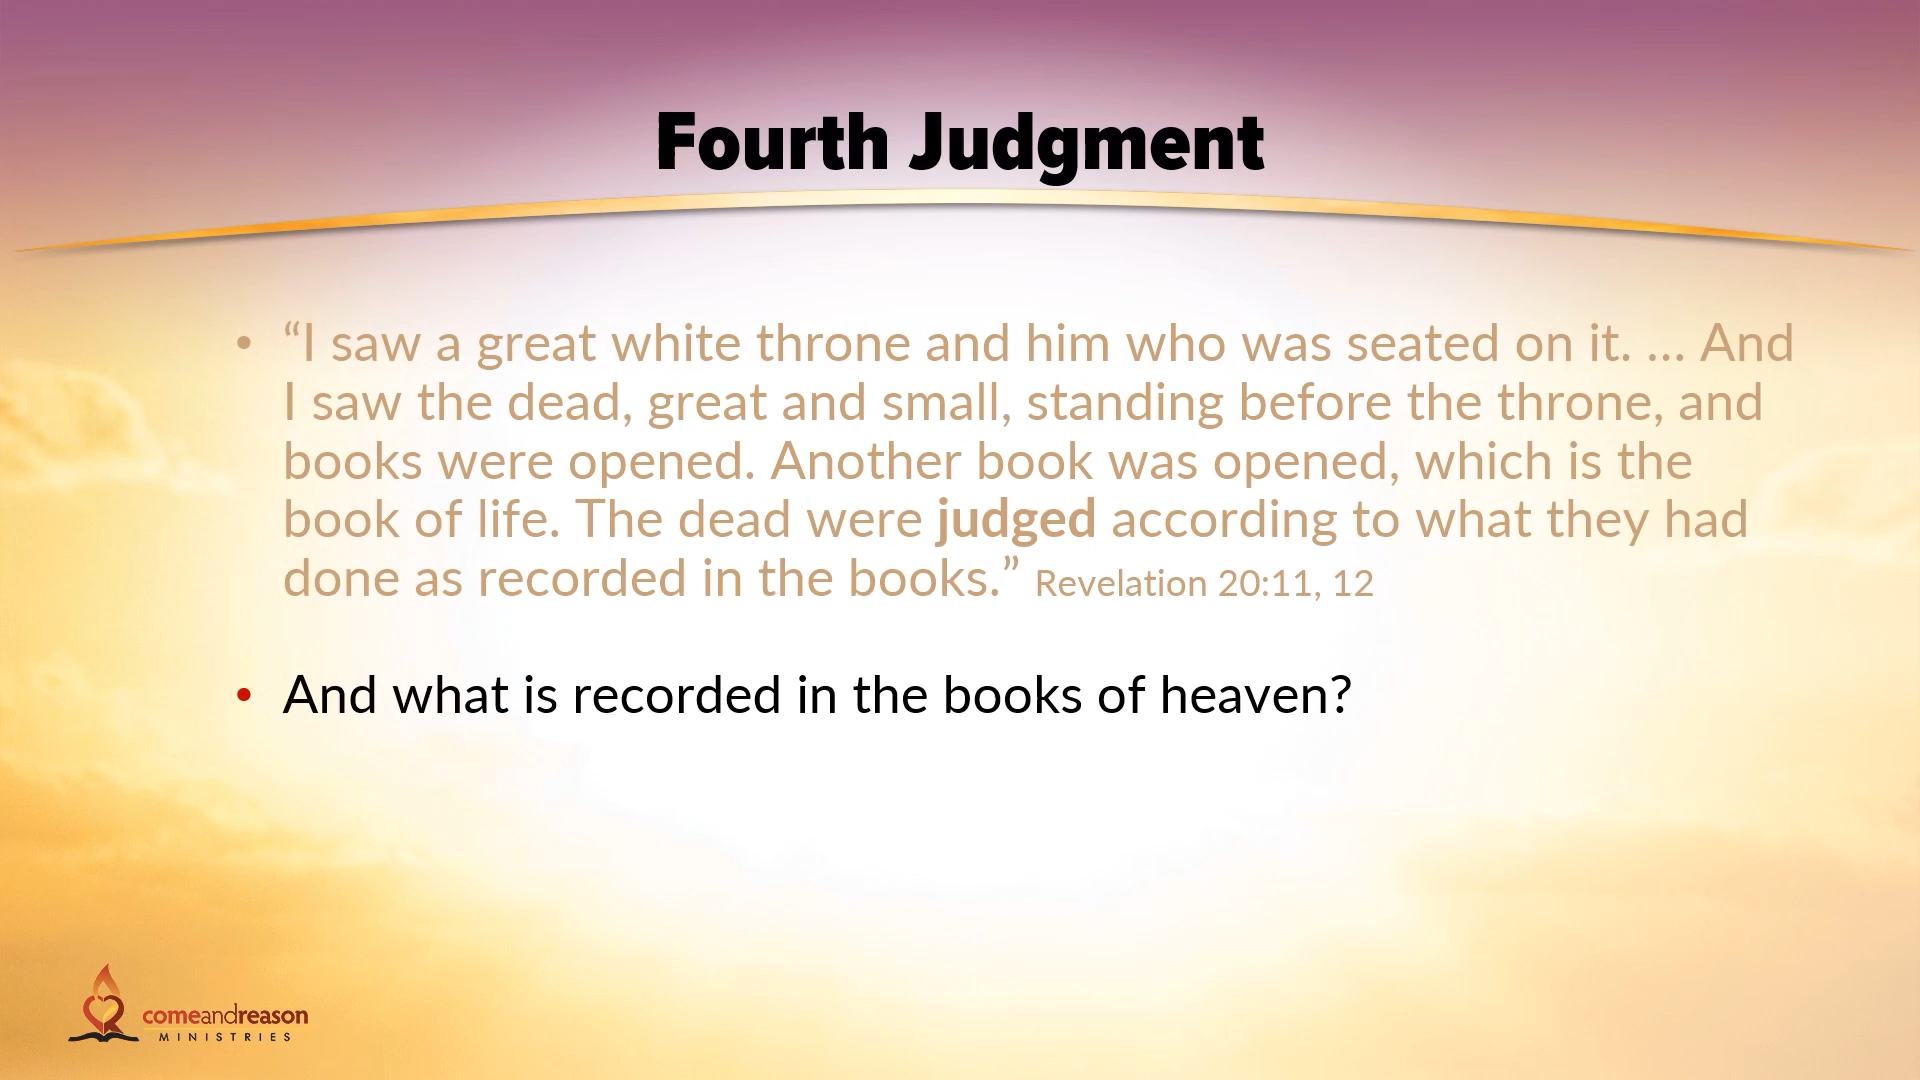 Fourth Judgment
• “I saw a great white throne and him who was seated on it. … And
I saw the dead, great and small, standing before the throne, and
books were opened. Another book was opened, which is the
book of life. The dead were judged according to what they had
done as recorded in the books.” Revelation 20:11, 12
• And what is recorded in the books of heaven?
comeandreason
MINISTRIES